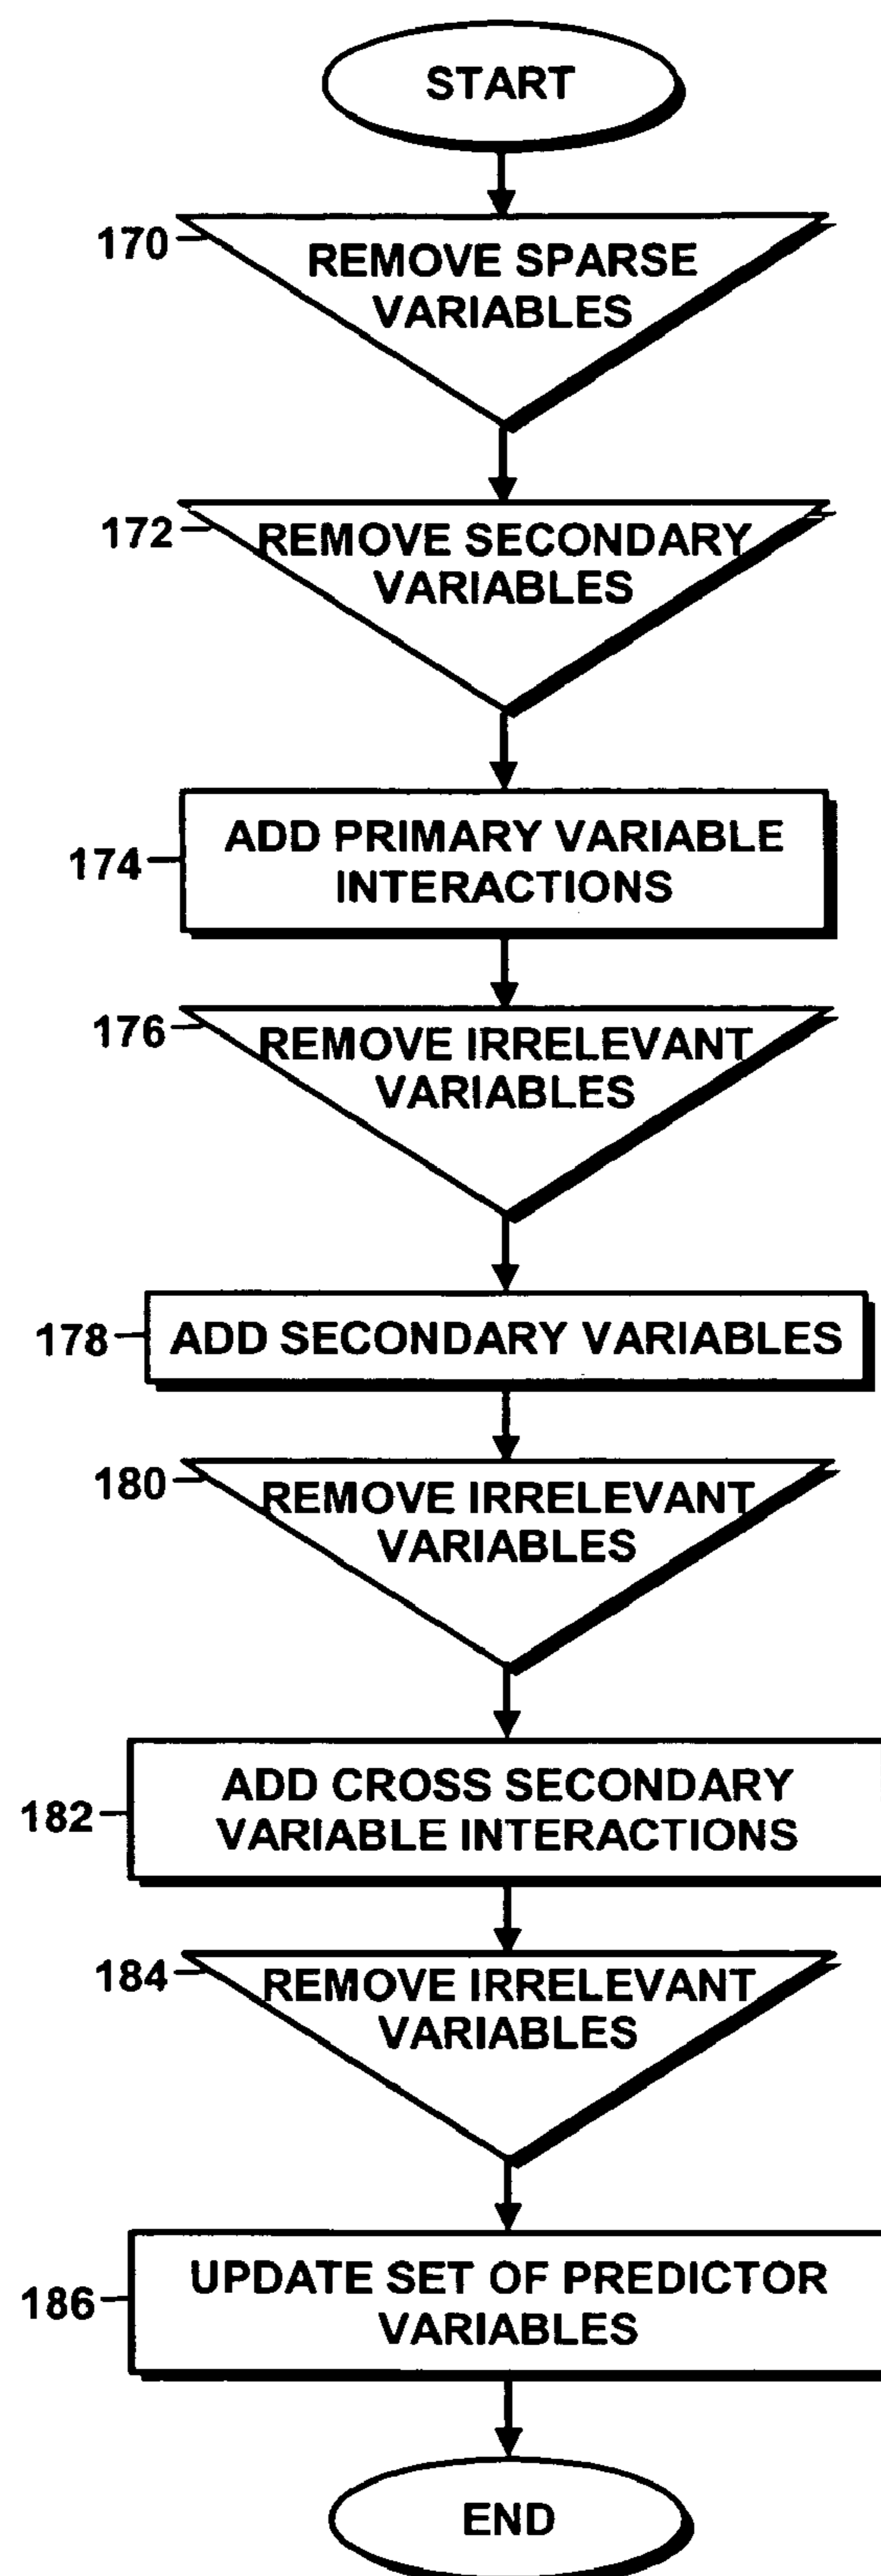 START
170
REMOVE SPARSE
VARIABLES
172
REMOVE SECONDARY
VARIABLES
174
ADD PRIMARY VARIABLE
INTERACTIONS
176
REMOVE IRRELEVANT
VARIABLES
178
ADD SECONDARY VARIABLES
180
REMOVE IRRELEVANT
VARIABLES
182
ADD CROSS SECONDARY
VARIABLE INTERACTIONS
184
REMOVE IRRELEVANT
VARIABLES
186
UPDATE SET OF PREDICTOR
VARIABLES
END